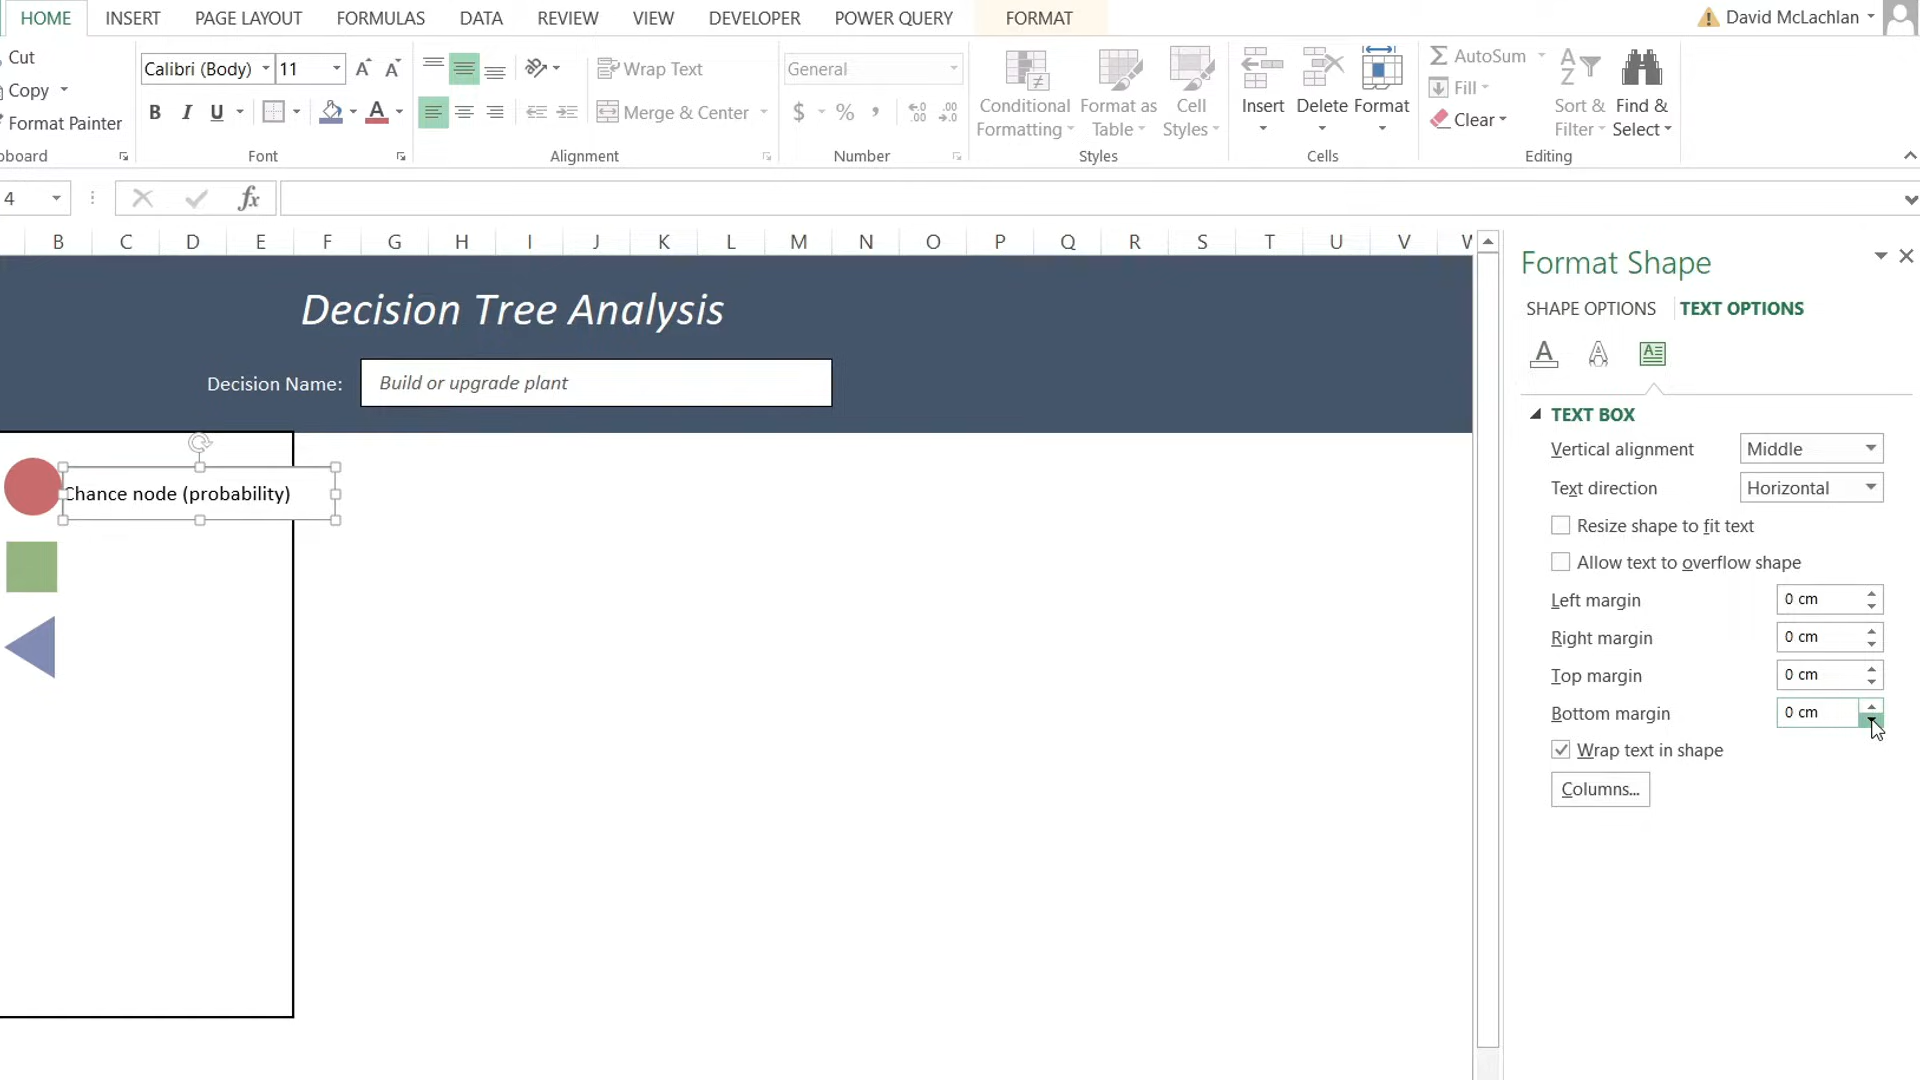 HOME INSERT PAGE LAYOUT FORMULAS DATA REVIEW VIEW DEVELOPER POWER QUERY FORMAT David McLachlan
Cut
Copy
Format Painter
Calibri (Body) 11 A A
B I U A
Wrap Text
Merge & Center
General
$ % , .00 .00
Conditional Formatting
Format as Table
Cell Styles
Insert Delete Format
AutoSum
Fill
Clear
Sort & Filter
Find & Select
pboard Font Alignment Number Styles Cells Editing
4 fx
B C D E F G H I J K L M N O P Q R S T U V W
Decision Tree Analysis
Decision Name: Build or upgrade plant
Chance node (probability)
Format Shape
SHAPE OPTIONS TEXT OPTIONS
TEXT BOX
Vertical alignment Middle
Text direction Horizontal
Resize shape to fit text
Allow text to overflow shape
Left margin 0 cm
Right margin 0 cm
Top margin 0 cm
Bottom margin 0 cm
Wrap text in shape
Columns...